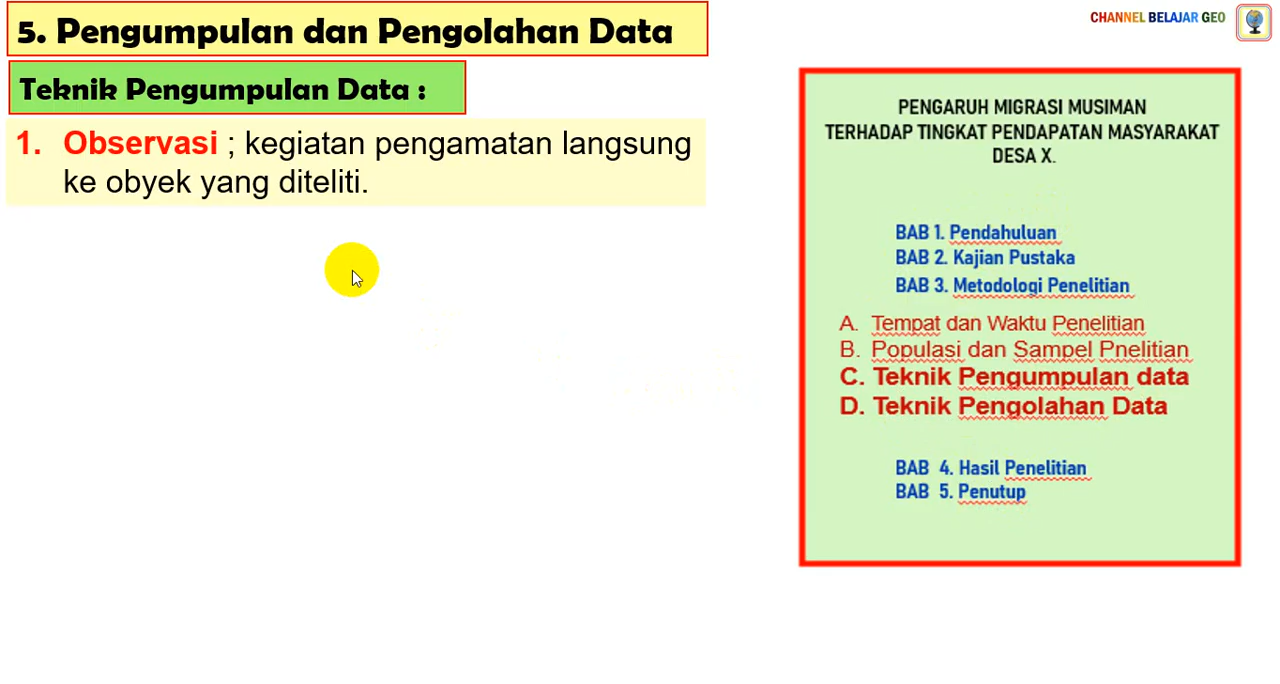 5. Pengumpulan dan Pengolahan Data
CHANNEL BELAJAR GEO
Teknik Pengumpulan Data :
1. Observasi ; kegiatan pengamatan langsung
ke obyek yang diteliti.
PENGARUH MIGRASI MUSIMAN
TERHADAP TINGKAT PENDAPATAN MASYARAKAT
DESA X.
BAB 1. Pendahuluan
BAB 2. Kajian Pustaka
BAB 3. Metodologi Penelitian
A. Tempat dan Waktu Penelitian
B. Populasi dan Sampel Pnelitian
C. Teknik Pengumpulan data
D. Teknik Pengolahan Data
BAB 4. Hasil Penelitian
BAB 5. Penutup